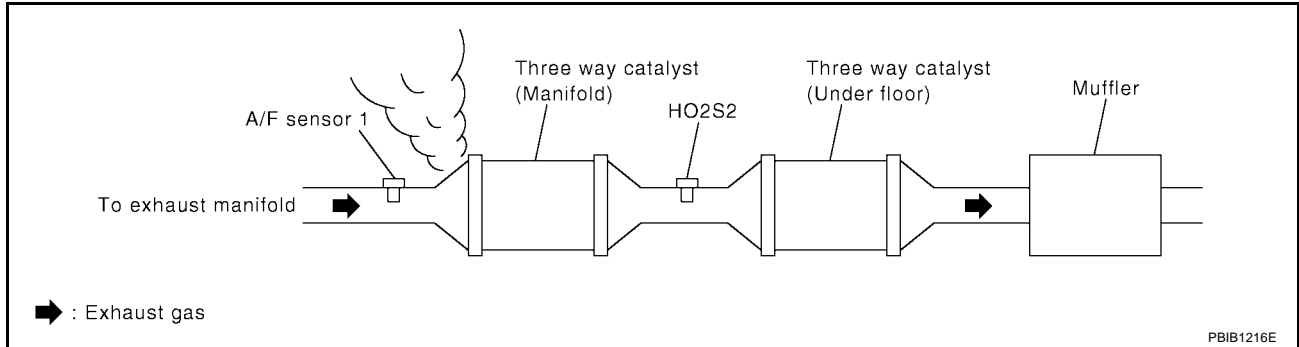 Three way catalyst
(Manifold)
Three way catalyst
(Under floor)
Muffler
A/F sensor 1
HO2S2
To exhaust manifold
: Exhaust gas
PBIB1216E